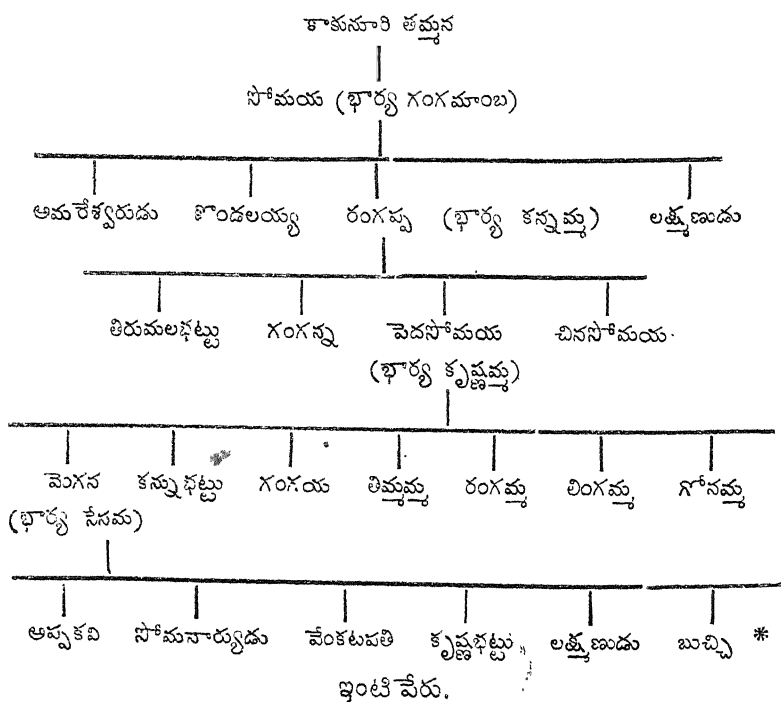 కాకునూరి తమ్మన
సోమయ (భార్య గంగమాంబ)
అమరేశ్వరుడు కొండలయ్య రంగప్ప (భార్య కన్నమ్మ) లక్ష్మణుడు
తిరుమలభట్టు గంగన్న పెదసోమయ చినసోమయ
(భార్య కృష్ణమ్మ)
వెంగన కన్నుభట్టు గంగయ తిమ్మమ్మ రంగమ్మ లింగమ్మ గోనమ్మ
(భార్య సేసమ)
అప్పకవి సోమనార్యుడు వేంకటపతి కృష్ణభట్టు లక్ష్మణుడు బుచ్చి *
ఇంటి పేరు.